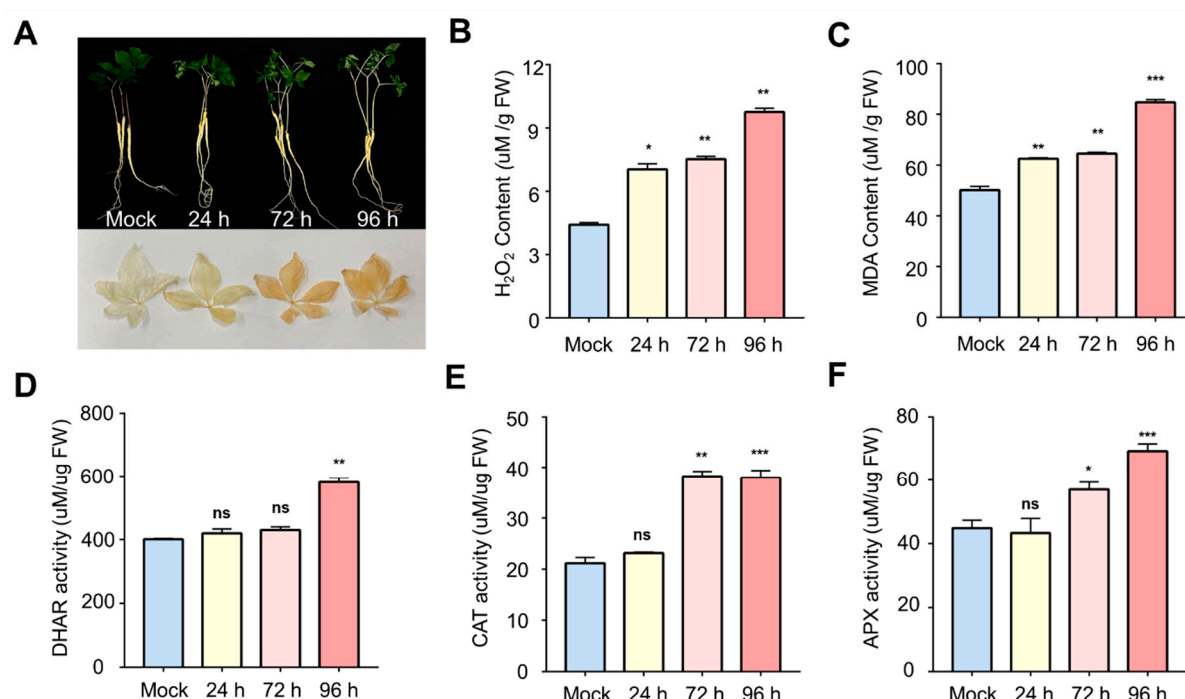 A
Mock 24 h 72 h 96 h
B
H₂O₂ Content (uM /g FW)
12
9
6
3
0
*
**
**
Mock 24 h 72 h 96 h
C
MDA Content (uM /g FW)
100
80
60
40
20
0
**
**
***
Mock 24 h 72 h 96 h
D
DHAR activity (uM/ug FW)
800
600
400
200
0
ns
ns
**
Mock 24 h 72 h 96 h
E
CAT activity (uM/ug FW)
50
40
30
20
10
0
ns
**
***
Mock 24 h 72 h 96 h
F
APX activity (uM/ug FW)
80
60
40
20
0
ns
*
***
Mock 24 h 72 h 96 h